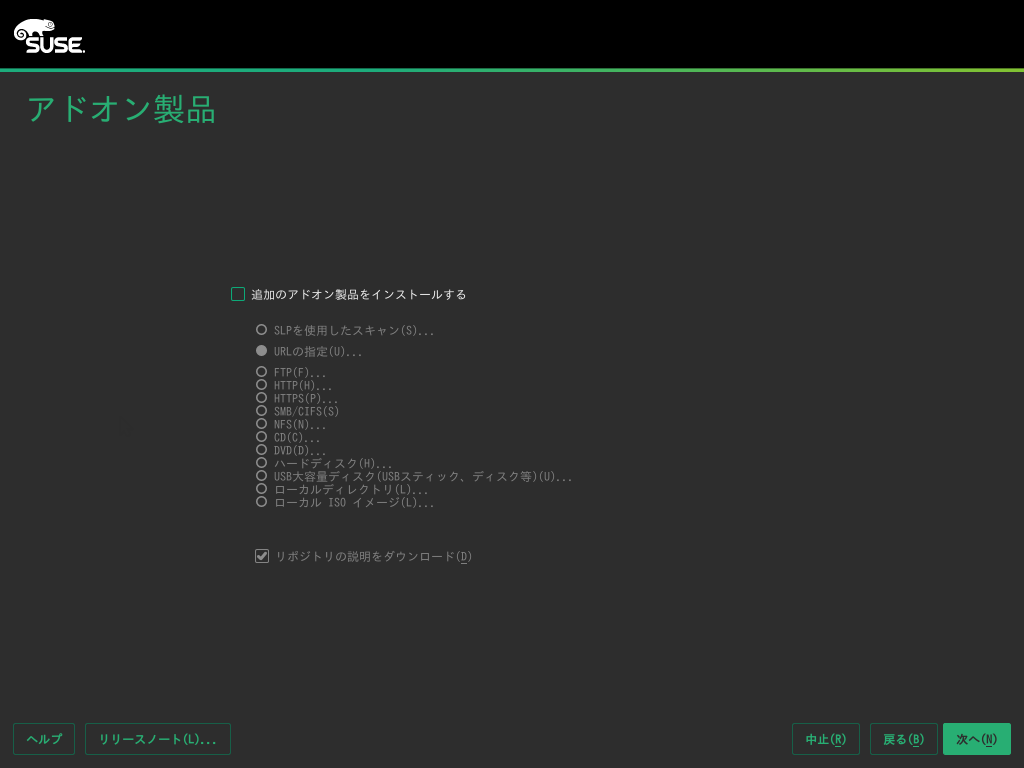 SUSE
アドオン製品
追加のアドオン製品をインストールする
SLPを使用したスキャン(S)...
URLの指定(U)...
FTP(F)...
HTTP(H)...
HTTPS(P)...
SMB/CIFS(S)
NFS(N)...
CD(C)...
DVD(D)...
ハードディスク(H)...
USB大容量ディスク(USBスティック、ディスク等)(U)...
ローカルディレクトリ(L)...
ローカル ISO イメージ(L)...
リポジトリの説明をダウンロード(D)
ヘルプ リリースノート(L)... 中止(R) 戻る(B) 次へ(N)